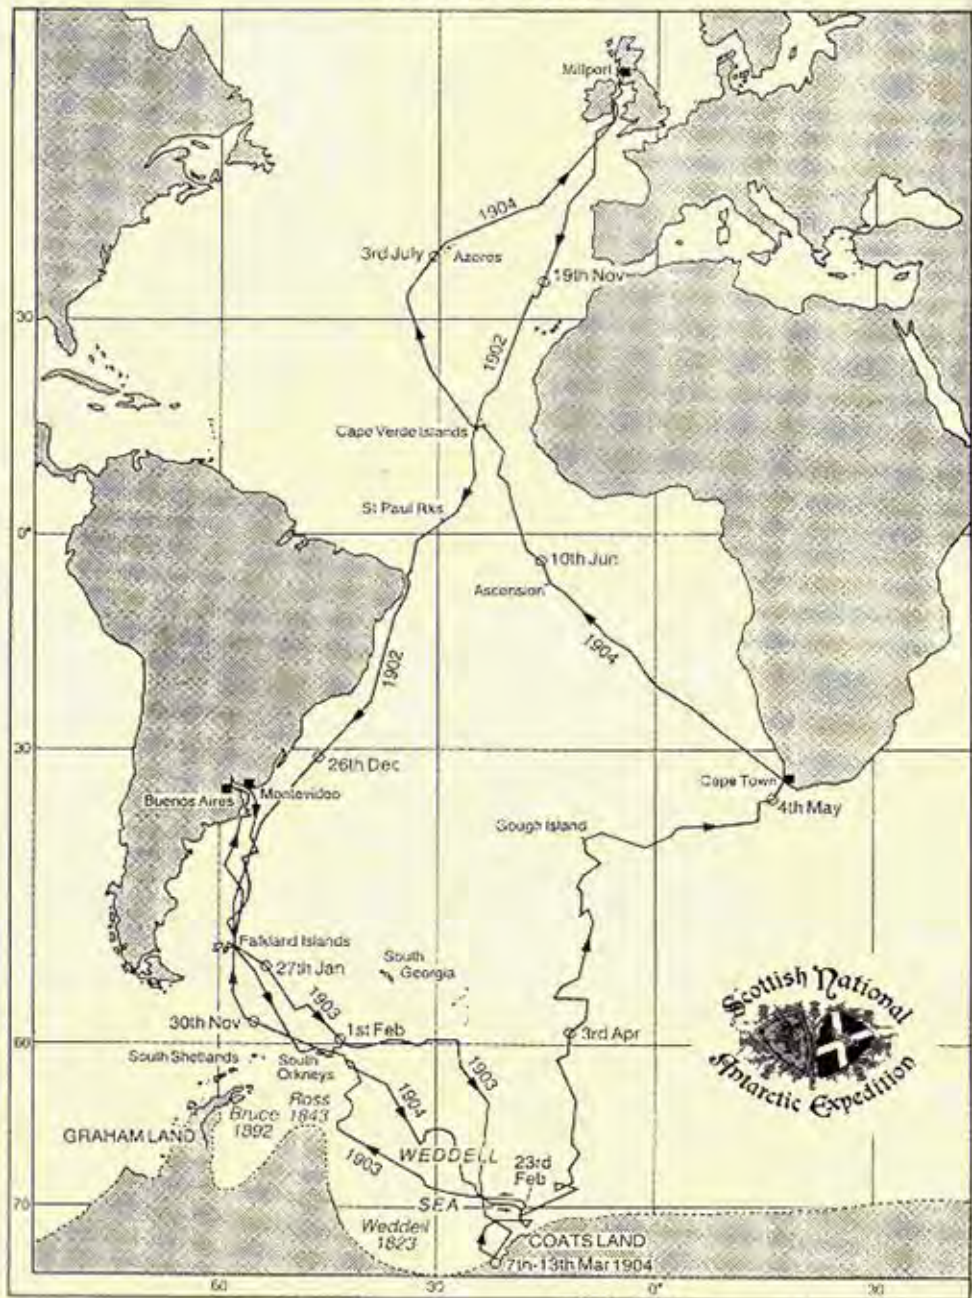 Millport
1904
3rd July
Azores
19th Nov
30
1902
Cape Verde Islands
St Paul Rks
0°
10th Jun
Ascension
1904
1902
30
26th Dec
Cape Town
Buenos Aires
Montevideo
4th May
Gough Island
Falkland Islands
South
Georgia
27th Jan
1903
Scottish National
Antarctic Expedition
30th Nov
1st Feb
3rd Apr
60
South Shetlands
South
Orkneys
1903
Bruce
1892
Ross
1843
1904
GRAHAM LAND
WEDDELL
1903
23rd
Feb
70
SEA
Weddell
1823
COATS LAND
7th-13th Mar 1904
60
30
0°
30